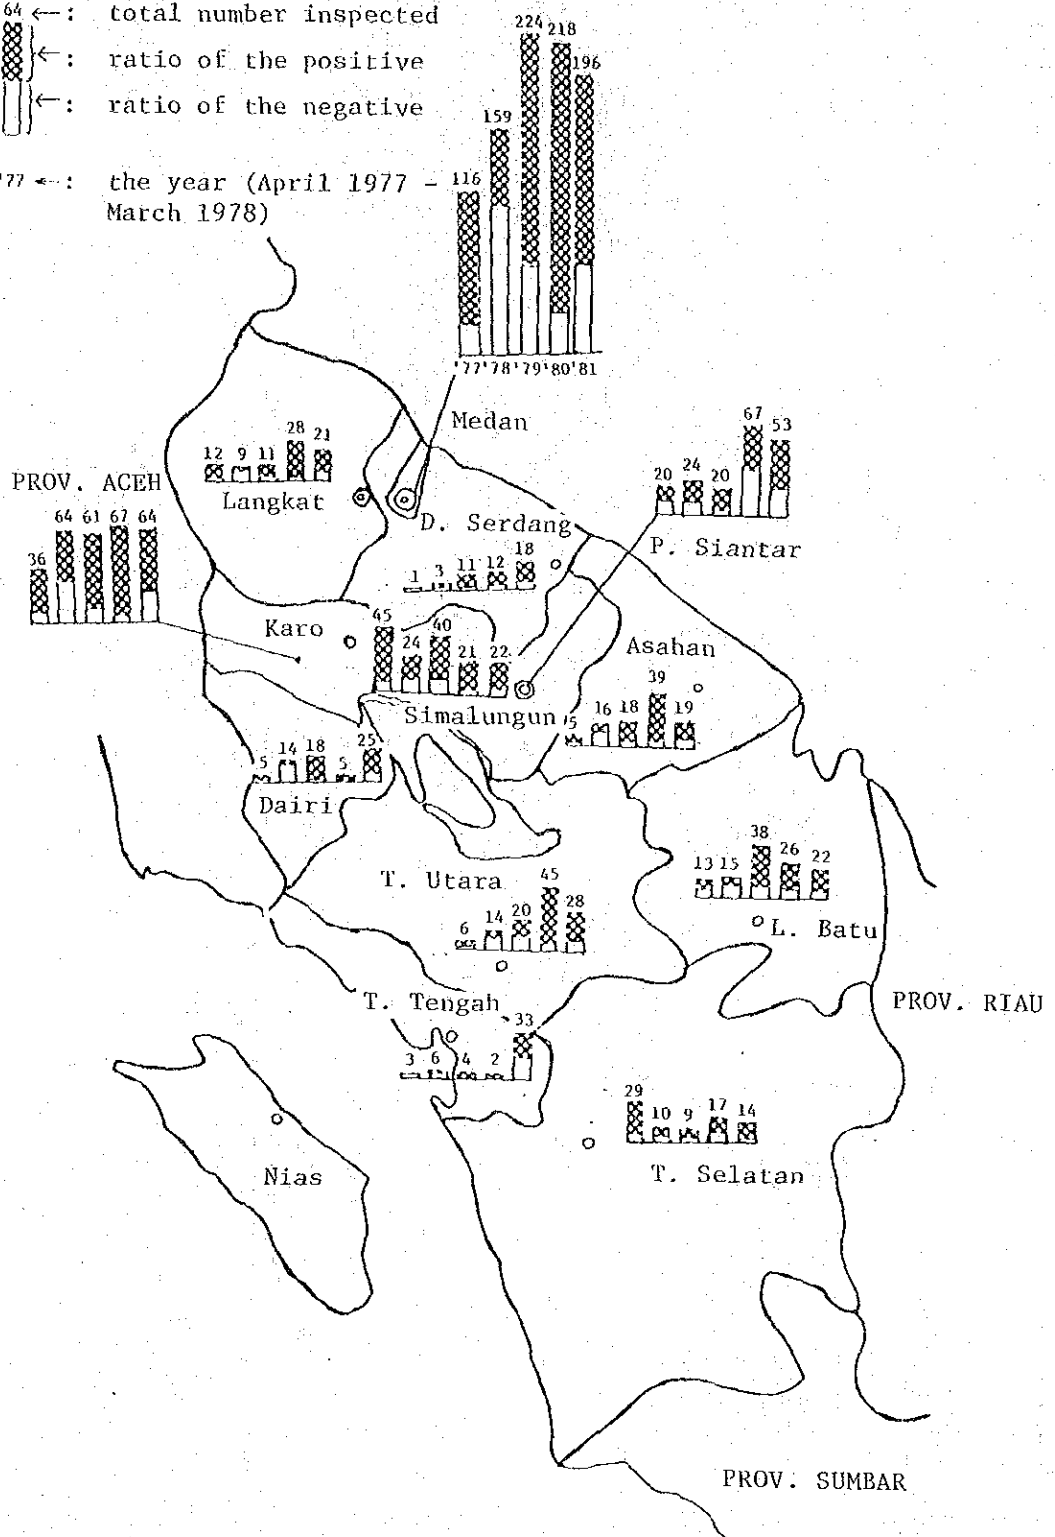 64 ←: total number inspected
←: ratio of the positive
←: ratio of the negative
'77 ←: the year (April 1977 –
March 1978)
116 159 224 218 196
'77 '78 '79 '80 '81
Medan
12 9 11 28 21
Langkat
PROV. ACEH
36 64 61 67 64
20 24 20 67 53
P. Siantar
D. Serdang
1 3 11 12 18
Karo
45 24 40 21 22
Simalungun
Asahan
5 16 18 39 19
5 14 18 5 25
Dairi
T. Utara
6 14 20 45 28
13 15 38 26 22
L. Batu
PROV. RIAU
T. Tengah
3 6 4 2 33
29 10 9 17 14
T. Selatan
Nias
PROV. SUMBAR